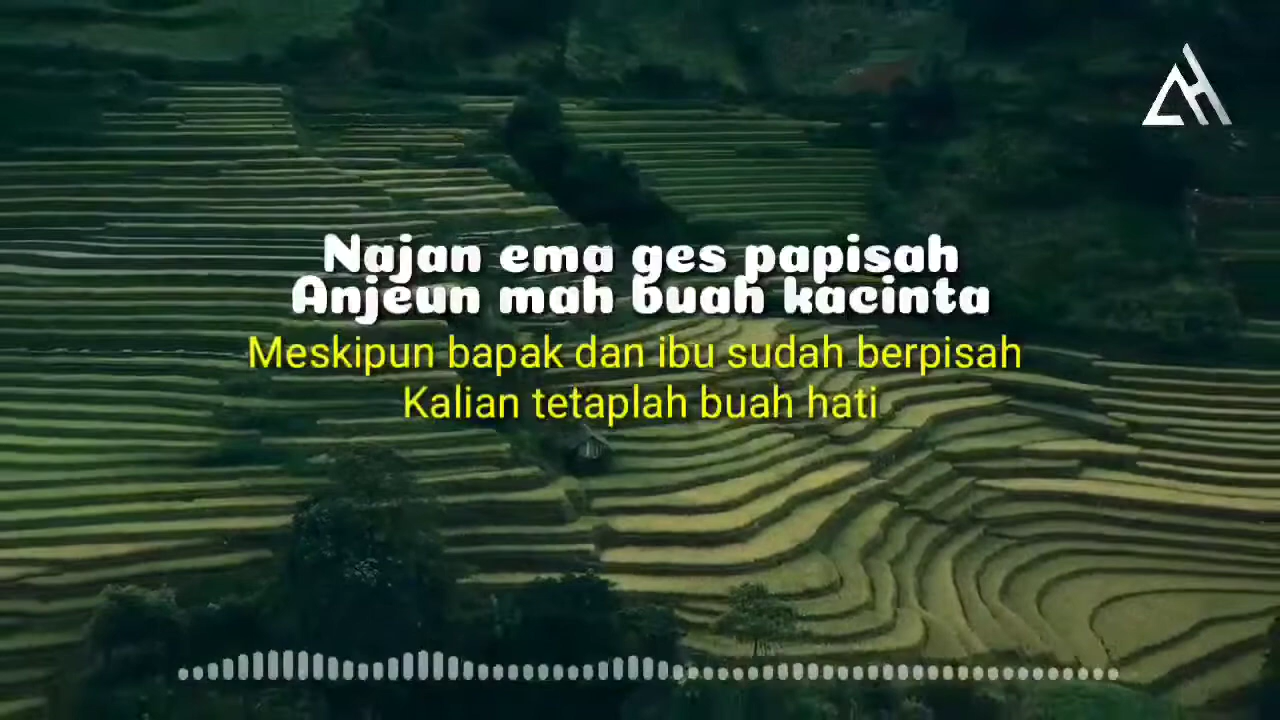 Najan ema ges papisah
Anjeun mah buah kacinta
Meskipun bapak dan ibu sudah berpisah
Kalian tetaplah buah hati